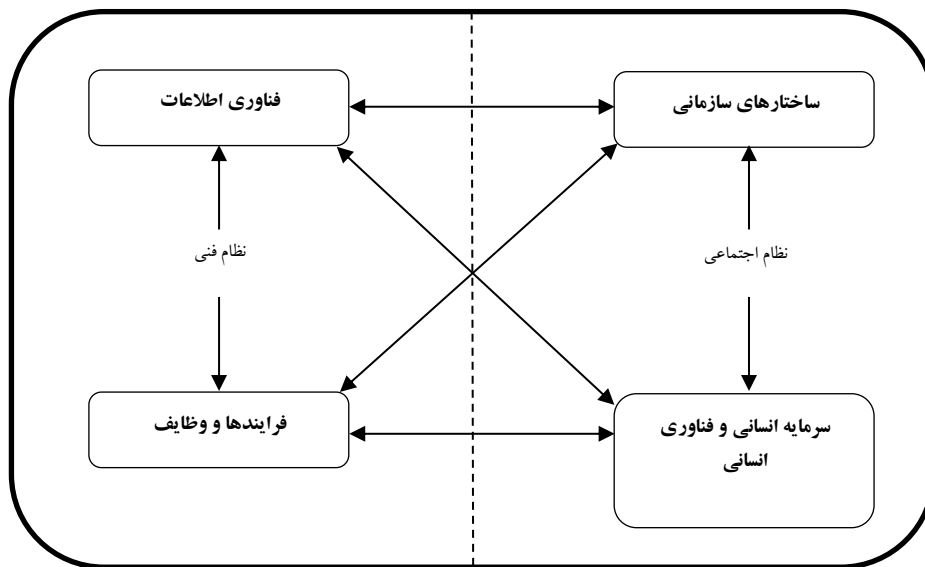 ساختارهای سازمانی
فناوری اطلاعات
نظام اجتماعی
نظام فنی
سرمایه انسانی و فناوری
انسانی
فرایندها و وظایف